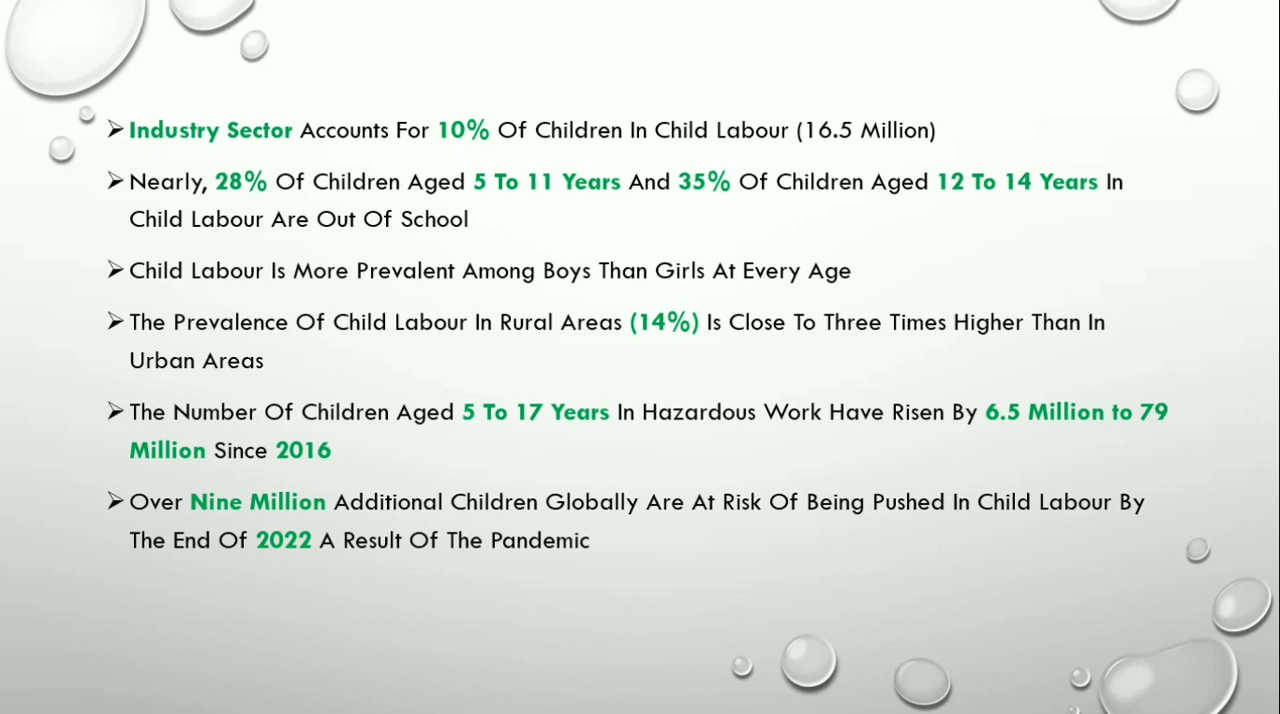 ➢ Industry Sector Accounts For 10% Of Children In Child Labour (16.5 Million)
➢ Nearly, 28% Of Children Aged 5 To 11 Years And 35% Of Children Aged 12 To 14 Years In
Child Labour Are Out Of School
➢ Child Labour Is More Prevalent Among Boys Than Girls At Every Age
➢ The Prevalence Of Child Labour In Rural Areas (14%) Is Close To Three Times Higher Than In
Urban Areas
➢ The Number Of Children Aged 5 To 17 Years In Hazardous Work Have Risen By 6.5 Million to 79
Million Since 2016
➢ Over Nine Million Additional Children Globally Are At Risk Of Being Pushed In Child Labour By
The End Of 2022 A Result Of The Pandemic